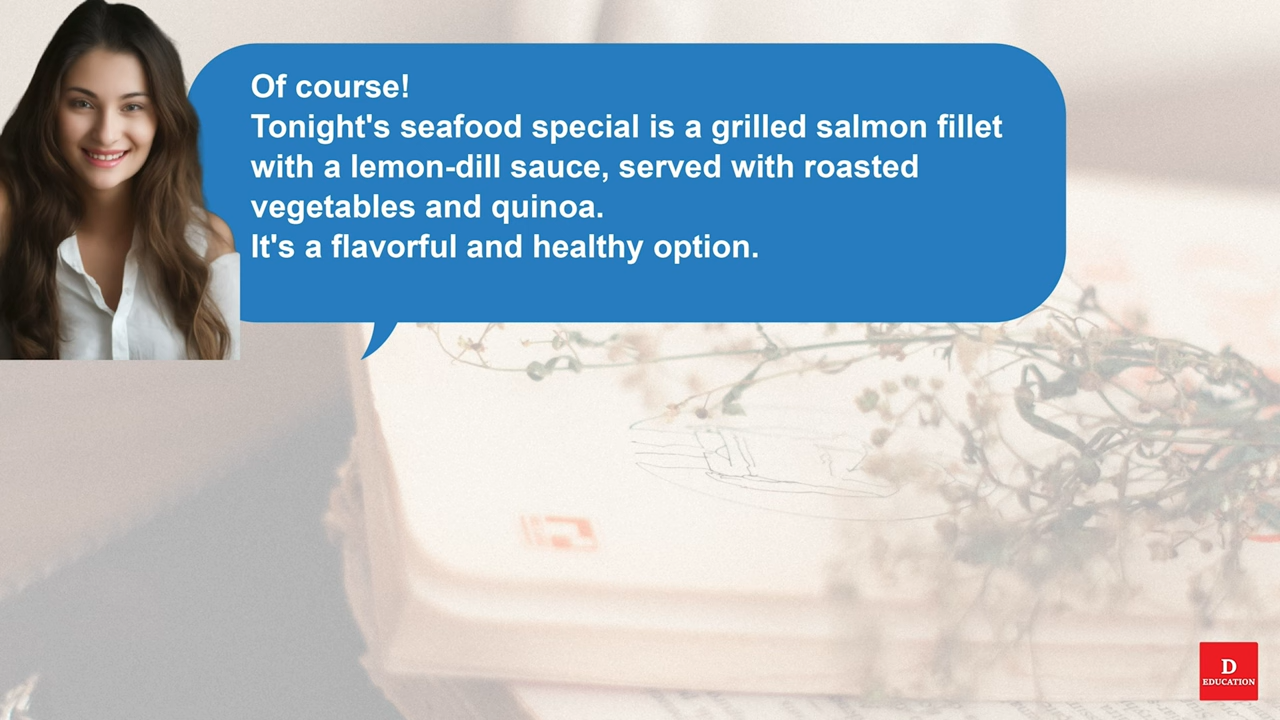 Of course!
Tonight's seafood special is a grilled salmon fillet
with a lemon-dill sauce, served with roasted
vegetables and quinoa.
It's a flavorful and healthy option.
D
EDUCATION